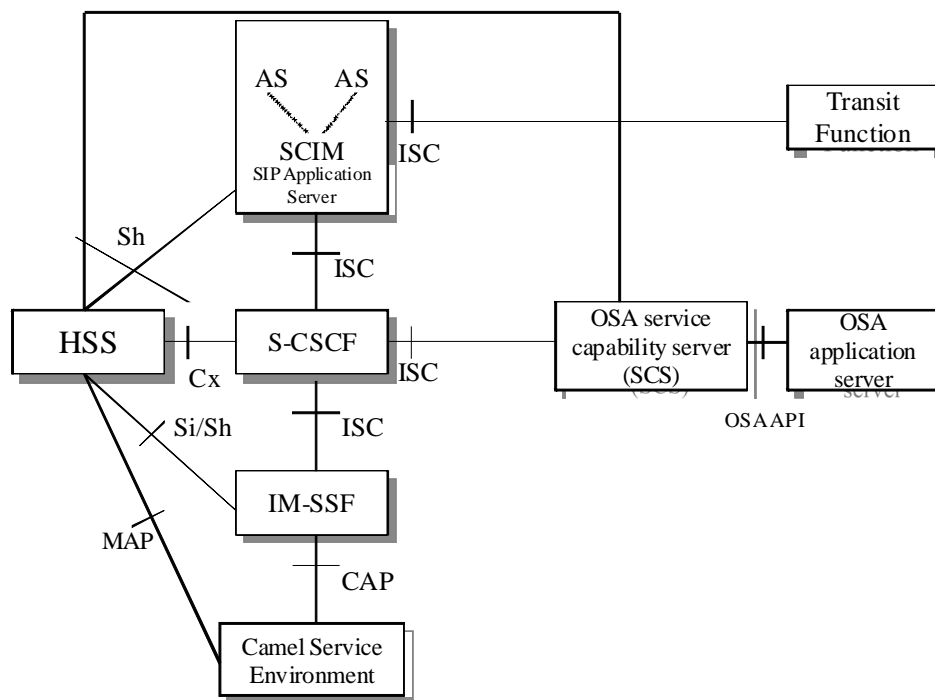 AS AS
SCIM
SIP Application
Server
ISC
Transit
Function
Sh
ISC
HSS
S-CSCF
OSA service
capability server
(SCS)
OSA
application
server
Cx
ISC
Si/Sh
ISC
OSA API
IM-SSF
MAP
CAP
Camel Service
Environment